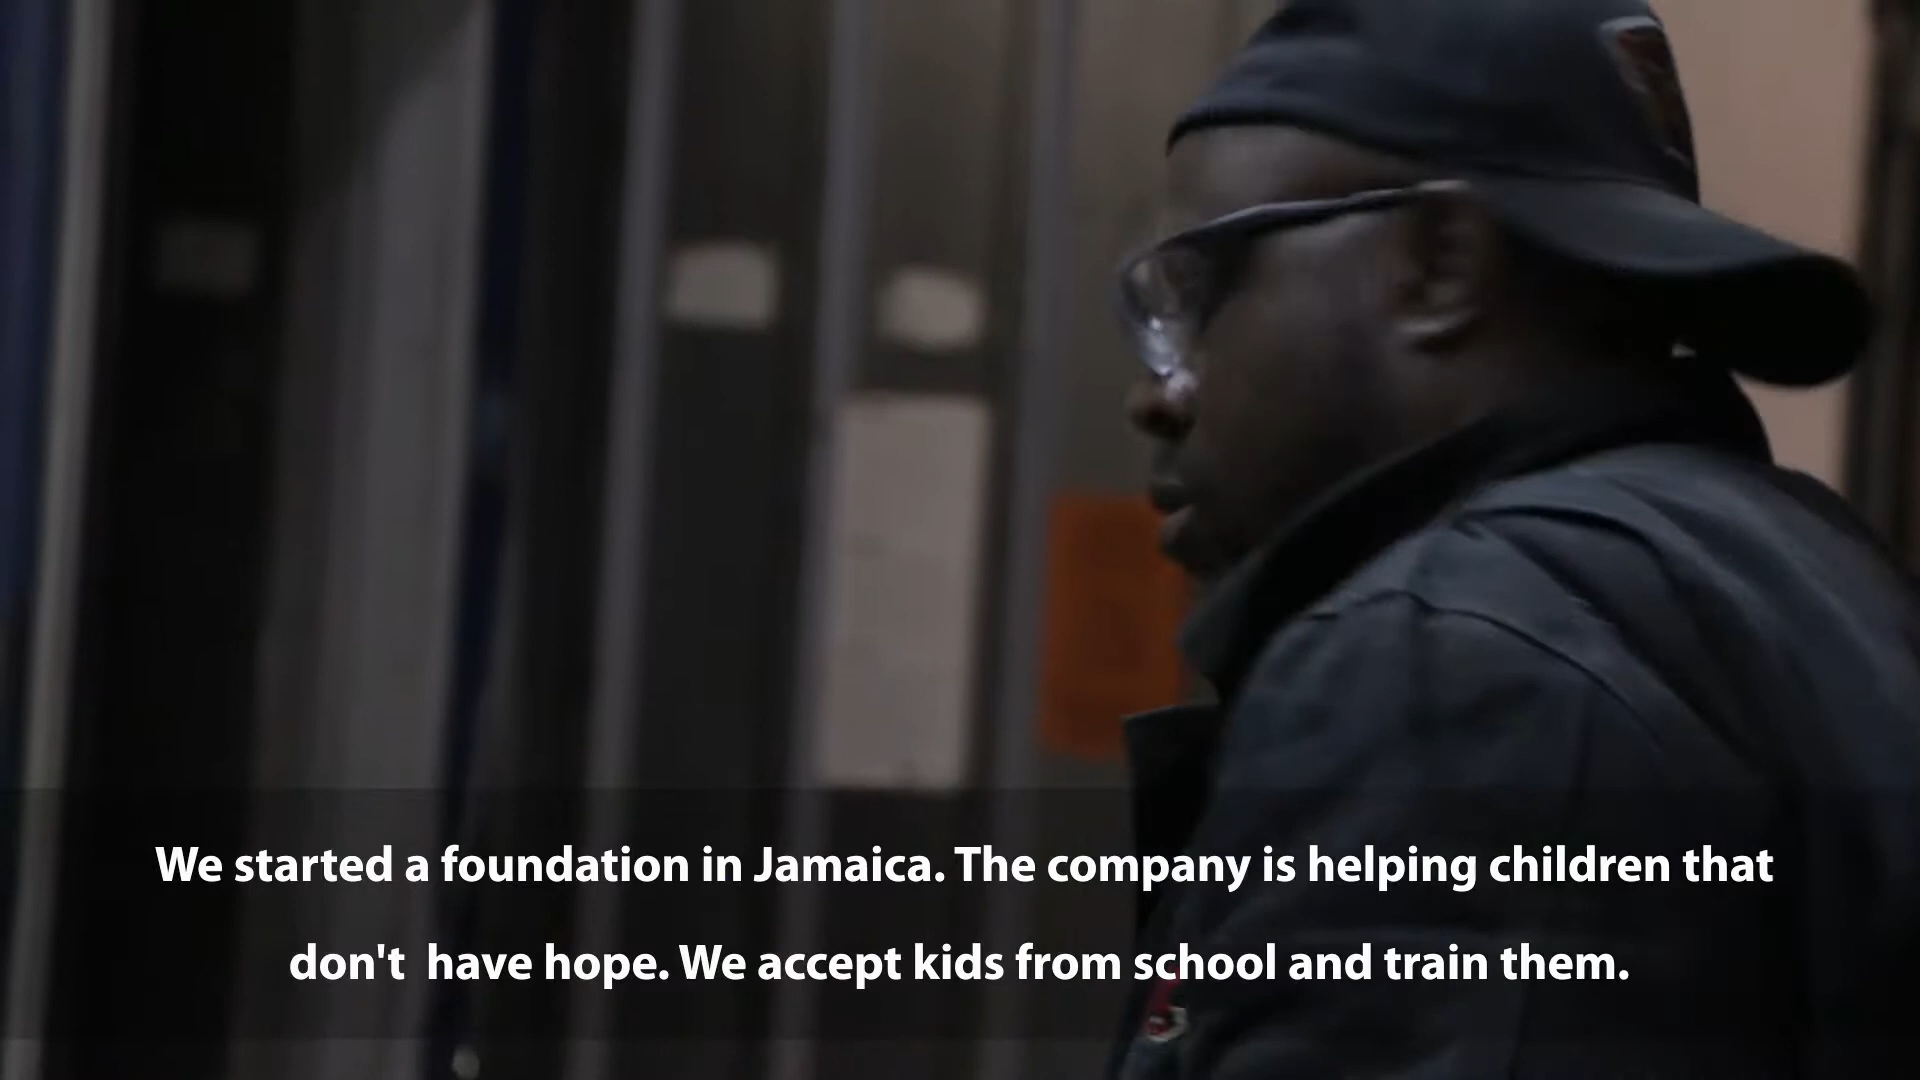 We started a foundation in Jamaica. The company is helping children that
don't  have hope. We accept kids from school and train them.